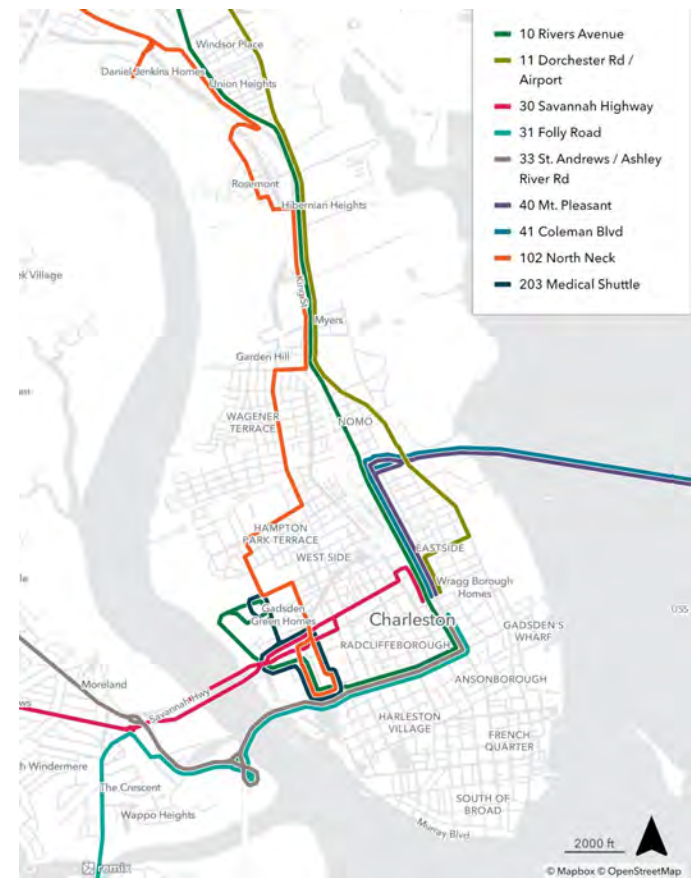 10 Rivers Avenue
11 Dorchester Rd /
Airport
30 Savannah Highway
31 Folly Road
33 St. Andrews / Ashley
River Rd
40 Mt. Pleasant
41 Coleman Blvd
102 North Neck
203 Medical Shuttle
Windsor Place
Daniel Jenkins Homes
Union Heights
Rosemont
Hibernian Heights
ek Village
King St
Myers
Garden Hill
WAGENER
TERRACE
NOMO
HAMPTON
PARK TERRACE
WEST SIDE
EASTSIDE
Wragg Borough
Homes
USS
Gadsden
Green Homes
Charleston
GADSDEN'S
WHARF
RADCLIFFEBOROUGH
Moreland
Savannah Hwy
ANSONBOROUGH
HARLESTON
VILLAGE
FRENCH
QUARTER
h Windermere
The Crescent
Wappo Heights
SOUTH OF
BROAD
Murray Blvd
2000 ft
remix
© Mapbox © OpenStreetMap